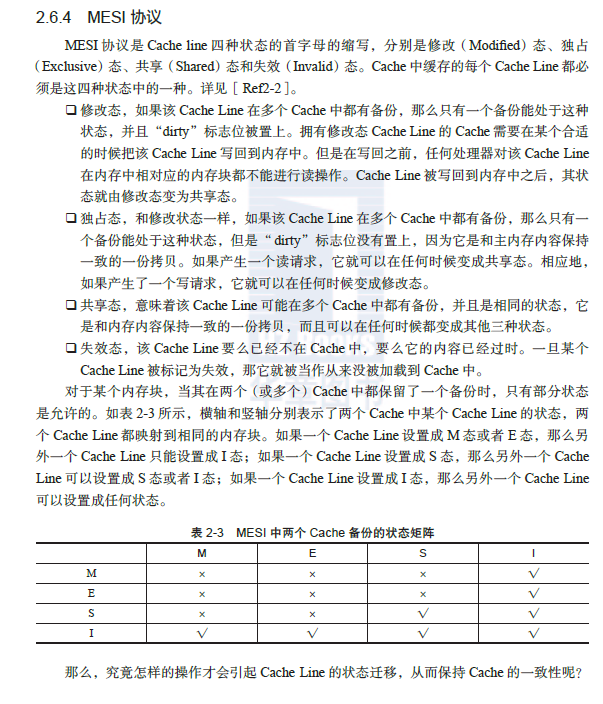 2.6.4 MESI 协议
MESI 协议是 Cache line 四种状态的首字母的缩写，分别是修改（Modified）态、独占
（Exclusive）态、共享（Shared）态和失效（Invalid）态。Cache 中缓存的每个 Cache Line 都必
须是这四种状态中的一种。详见［Ref2-2］。
❑ 修改态，如果该 Cache Line 在多个 Cache 中都有备份，那么只有一个备份能处于这种
状态，并且“dirty”标志位被置上。拥有修改态 Cache Line 的 Cache 需要在某个合适
的时候把该 Cache Line 写回到内存中。但是在写回之前，任何处理器对该 Cache Line
在内存中相对应的内存块都不能进行读操作。Cache Line 被写回到内存中之后，其状
态就由修改态变为共享态。
❑ 独占态，和修改状态一样，如果该 Cache Line 在多个 Cache 中都有备份，那么只有一
个备份能处于这种状态，但是“dirty”标志位没有置上，因为它是和主内存内容保持
一致的一份拷贝。如果产生一个读请求，它就可以在任何时候变成共享态。相应地，
如果产生了一个写请求，它就可以在任何时候变成修改态。
❑ 共享态，意味着该 Cache Line 可能在多个 Cache 中都有备份，并且是相同的状态，它
是和内存内容保持一致的一份拷贝，而且可以在任何时候都变成其他三种状态。
❑ 失效态，该 Cache Line 要么已经不在 Cache 中，要么它的内容已经过时。一旦某个
Cache Line 被标记为失效，那它就被当作从来没被加载到 Cache 中。
对于某个内存块，当其在两个（或多个）Cache 中都保留了一个备份时，只有部分状态
是允许的。如表 2-3 所示，横轴和竖轴分别表示了两个 Cache 中某个 Cache Line 的状态，两
个 Cache Line 都映射到相同的内存块。如果一个 Cache Line 设置成 M 态或者 E 态，那么另
外一个 Cache Line 只能设置成 I 态；如果一个 Cache Line 设置成 S 态，那么另外一个 Cache
Line 可以设置成 S 态或者 I 态；如果一个 Cache Line 设置成 I 态，那么另外一个 Cache Line
可以设置成任何状态。
表 2-3 MESI 中两个 Cache 备份的状态矩阵
M E S I
M × × × √
E × × × √
S × × √ √
I √ √ √ √
那么，究竟怎样的操作才会引起 Cache Line 的状态迁移，从而保持 Cache 的一致性呢？